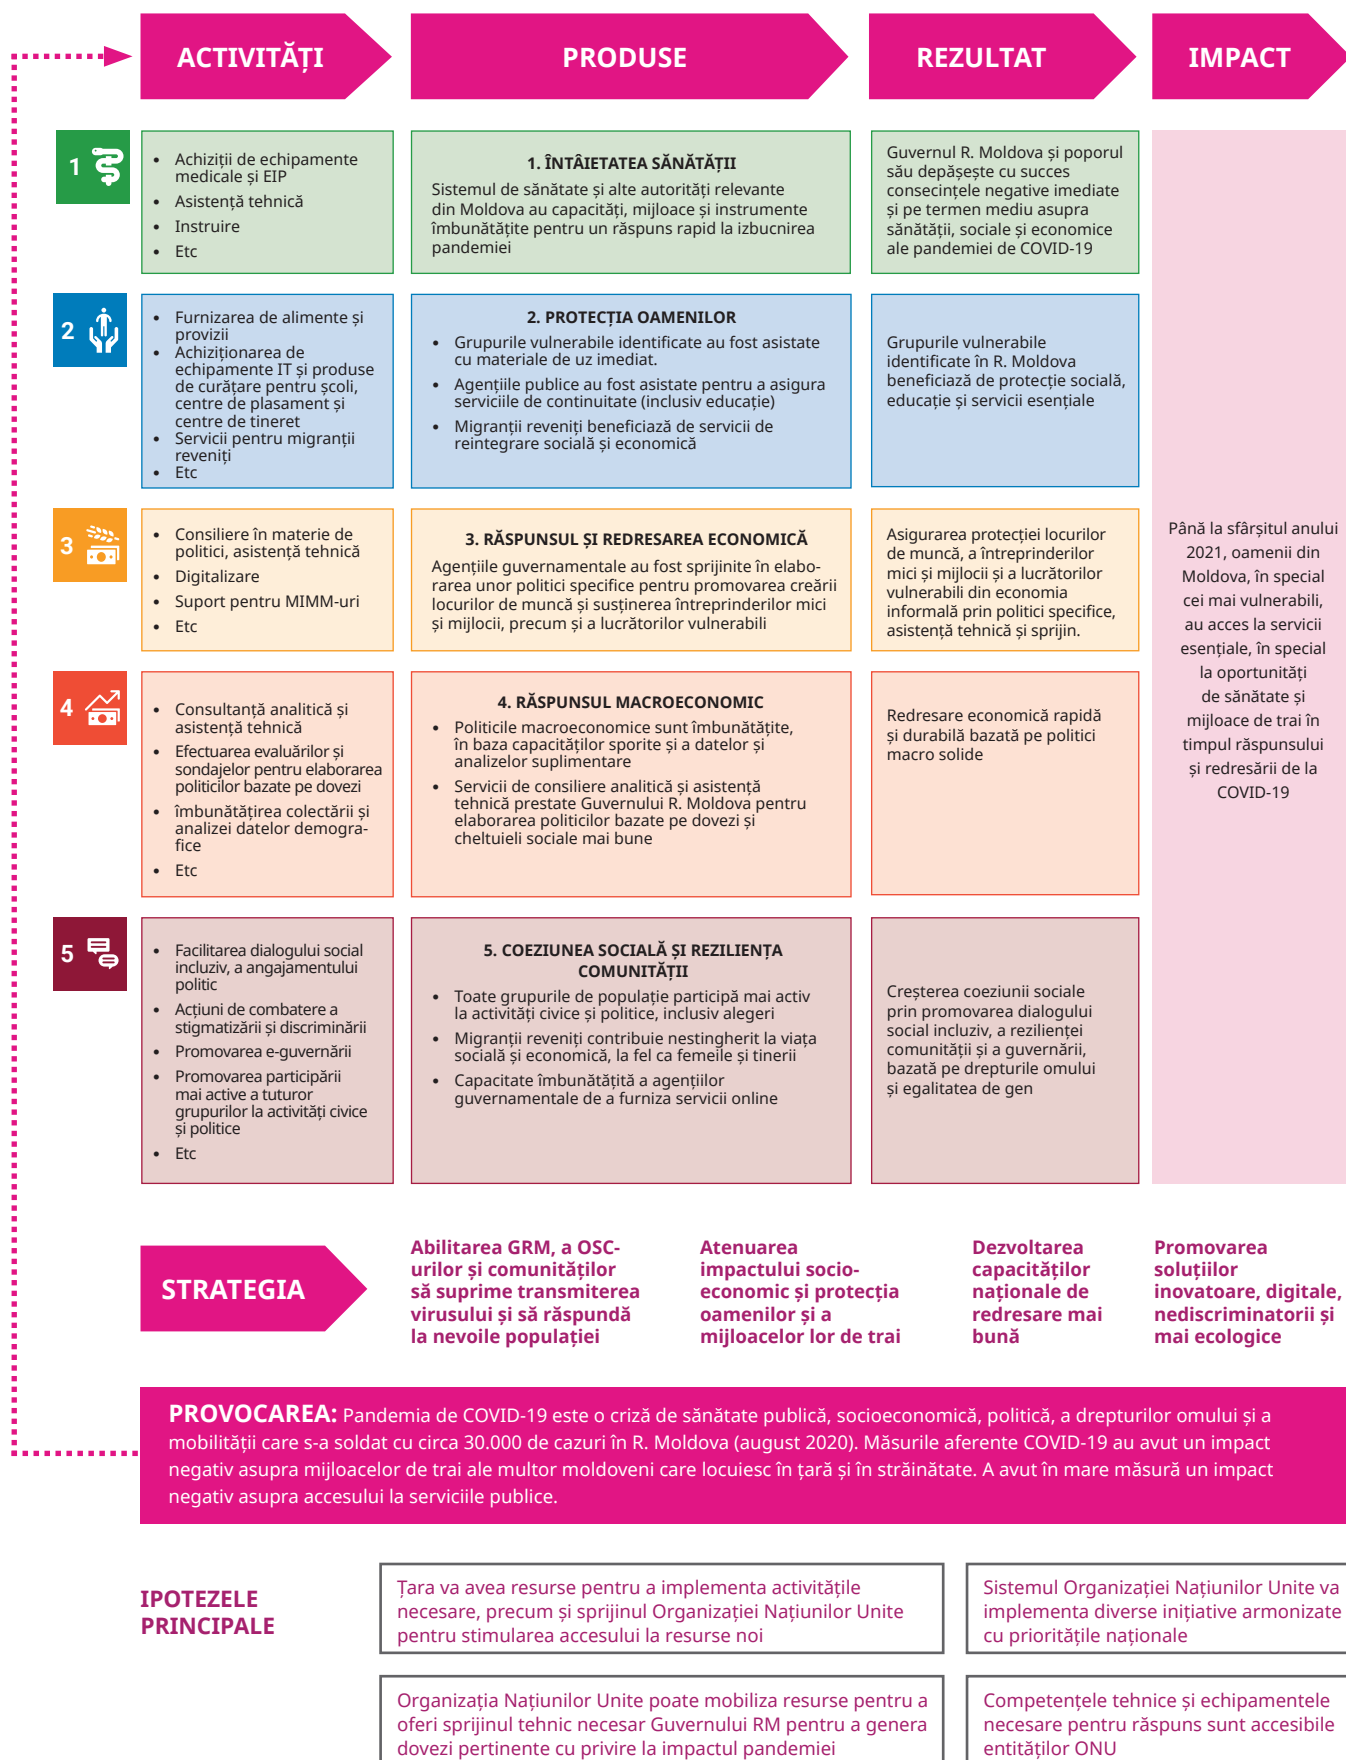 ACTIVITĂȚI
PRODUSE
REZULTAT
IMPACT
1
• Achiziții de echipamente
medicale și EIP
• Asistență tehnică
• Instruire
• Etc
1. ÎNTÂIETATEA SĂNĂTĂȚII
Sistemul de sănătate și alte autorități relevante
din Moldova au capacități, mijloace și instrumente
îmbunătățite pentru un răspuns rapid la izbucnirea
pandemiei
Guvernul R. Moldova și poporul
său depășește cu succes
consecințele negative imediate
și pe termen mediu asupra
sănătății, sociale și economice
ale pandemiei de COVID-19
2
• Furnizarea de alimente și
provizii
• Achiziționarea de
echipamente IT și produse
de curățare pentru școli,
centre de plasament și
centre de tineret
• Servicii pentru migranții
reveniți
• Etc
2. PROTECȚIA OAMENILOR
• Grupurile vulnerabile identificate au fost asistate
cu materiale de uz imediat.
• Agențiile publice au fost asistate pentru a asigura
serviciile de continuitate (inclusiv educație)
• Migranții reveniți beneficiază de servicii de
reintegrare socială și economică
Grupurile vulnerabile
identificate în R. Moldova
beneficiază de protecție socială,
educație și servicii esențiale
3
• Consiliere în materie de
politici, asistență tehnică
• Digitalizare
• Suport pentru MIMM-uri
• Etc
3. RĂSPUNSUL ȘI REDRESAREA ECONOMICĂ
Agențiile guvernamentale au fost sprijinite în elabo-
rarea unor politici specifice pentru promovarea creării
locurilor de muncă și susținerea întreprinderilor mici
și mijlocii, precum și a lucrătorilor vulnerabili
Asigurarea protecției locurilor
de muncă, a întreprinderilor
mici și mijlocii și a lucrătorilor
vulnerabili din economia
informală prin politici specifice,
asistență tehnică și sprijin.
4
• Consultanță analitică și
asistență tehnică
• Efectuarea evaluărilor și
sondajelor pentru elaborarea
politicilor bazate pe dovezi
• îmbunătățirea colectării și
analizei datelor demogra-
fice
• Etc
4. RĂSPUNSUL MACROECONOMIC
• Politicile macroeconomice sunt îmbunătățite,
în baza capacităților sporite și a datelor și
analizelor suplimentare
• Servicii de consiliere analitică și asistență
tehnică prestate Guvernului R. Moldova pentru
elaborarea politicilor bazate pe dovezi și
cheltuieli sociale mai bune
Redresare economică rapidă
și durabilă bazată pe politici
macro solide
5
• Facilitarea dialogului social
incluziv, a angajamentului
politic
• Acțiuni de combatere a
stigmatizării și discriminării
• Promovarea e-guvernării
• Promovarea participării
mai active a tuturor
grupurilor la activități civice
și politice
• Etc
5. COEZIUNEA SOCIALĂ ȘI REZILIENȚA
COMUNITĂȚII
• Toate grupurile de populație participă mai activ
la activități civice și politice, inclusiv alegeri
• Migranții reveniți contribuie nestingherit la viața
socială și economică, la fel ca femeile și tinerii
• Capacitate îmbunătățită a agențiilor
guvernamentale de a furniza servicii online
Creșterea coeziunii sociale
prin promovarea dialogului
social incluziv, a rezilienței
comunității și a guvernării,
bazată pe drepturile omului
și egalitatea de gen
Până la sfârșitul anului
2021, oamenii din
Moldova, în special
cei mai vulnerabili,
au acces la servicii
esențiale, în special
la oportunități
de sănătate și
mijloace de trai în
timpul răspunsului
și redresării de la
COVID-19
STRATEGIA
Abilitarea GRM, a OSC-
urilor și comunităților
să suprime transmiterea
virusului și să răspundă
la nevoile populației
Atenuarea
impactului socio-
economic și protecția
oamenilor și a
mijloacelor lor de trai
Dezvoltarea
capacităților
naționale de
redresare mai
bună
Promovarea
soluțiilor
inovatoare, digitale,
nediscriminatorii și
mai ecologice
PROVOCAREA: Pandemia de COVID-19 este o criză de sănătate publică, socioeconomică, politică, a drepturilor omului și a
mobilității care s-a soldat cu circa 30.000 de cazuri în R. Moldova (august 2020). Măsurile aferente COVID-19 au avut un impact
negativ asupra mijloacelor de trai ale multor moldoveni care locuiesc în țară și în străinătate. A avut în mare măsură un impact
negativ asupra accesului la serviciile publice.
IPOTEZELE
PRINCIPALE
Țara va avea resurse pentru a implementa activitățile
necesare, precum și sprijinul Organizației Națiunilor Unite
pentru stimularea accesului la resurse noi
Sistemul Organizației Națiunilor Unite va
implementa diverse inițiative armonizate
cu prioritățile naționale
Organizația Națiunilor Unite poate mobiliza resurse pentru a
oferi sprijinul tehnic necesar Guvernului RM pentru a genera
dovezi pertinente cu privire la impactul pandemiei
Competențele tehnice și echipamentele
necesare pentru răspuns sunt accesibile
entităților ONU